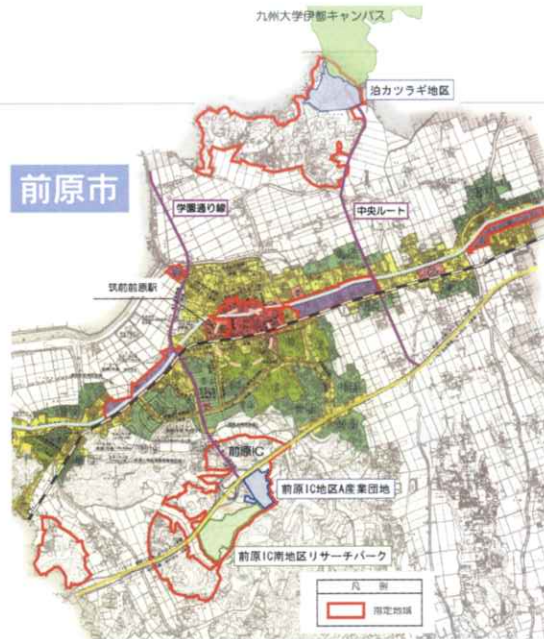 九州大学伊都キャンパス
泊カツラギ地区
前原市
学園通り線
中央ルート
筑前前原駅
前原IC
前原IC地区A産業団地
前原IC南地区リサーチパーク
凡 例
指定地域